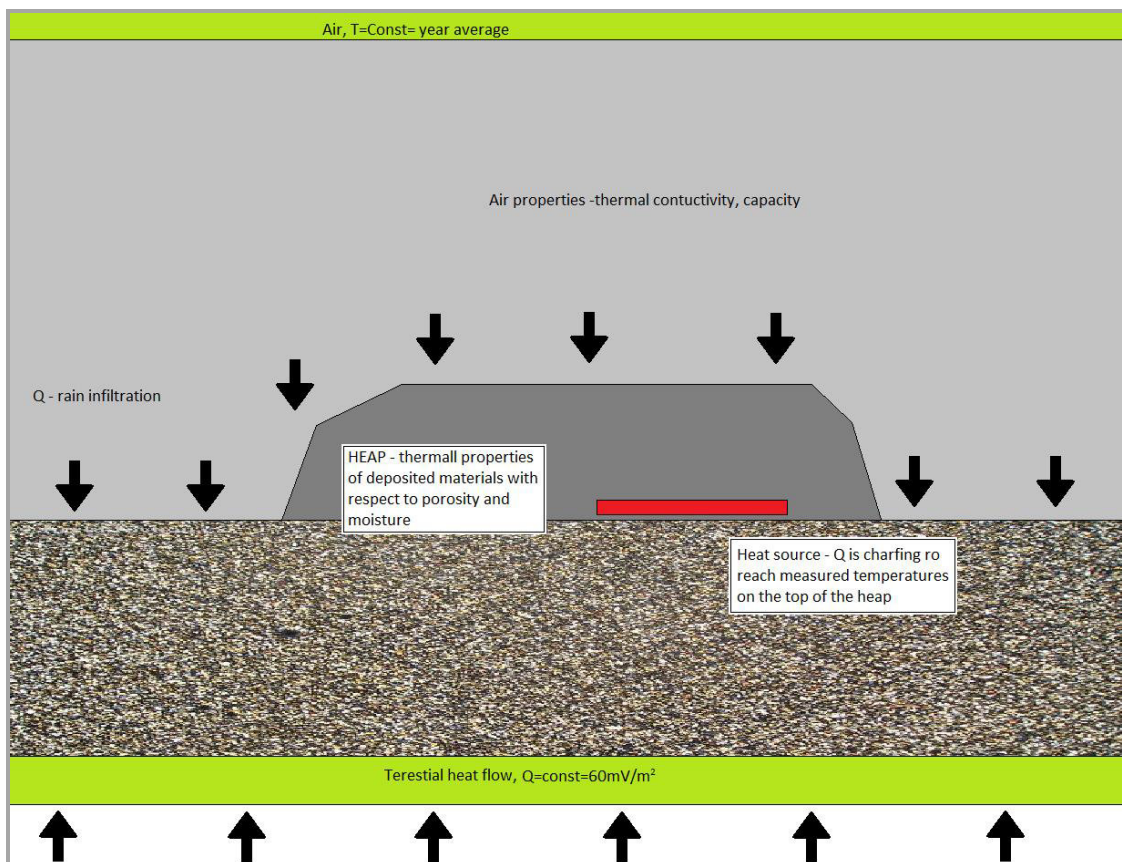 Air, T=Const= year average
Air properties -thermal contuctivity, capacity
Q - rain infiltration
HEAP - thermall properties
of deposited materials with
respect to porosity and
moisture
Heat source - Q is charfing ro
reach measured temperatures
on the top of the heap
Terestial heat flow, Q=const=60mV/m²